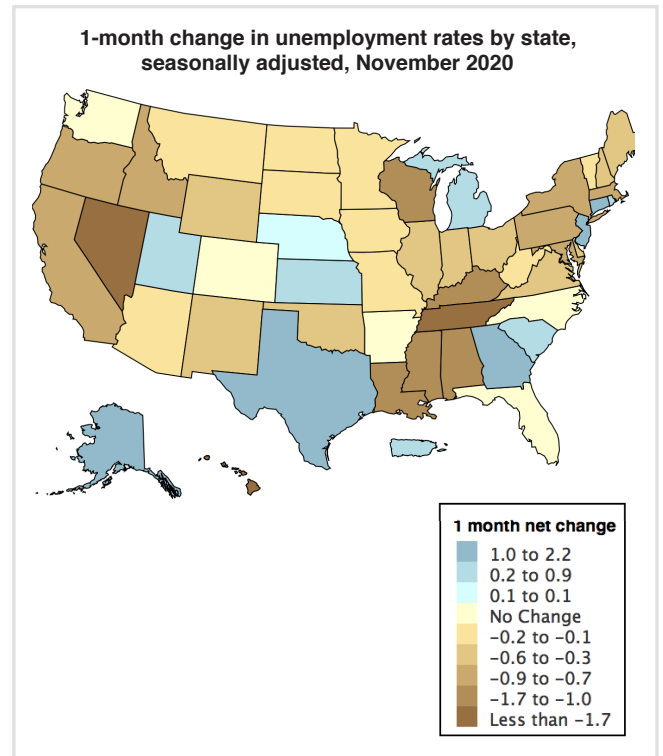 1-month change in unemployment rates by state,
seasonally adjusted, November 2020
1 month net change
1.0 to 2.2
0.2 to 0.9
0.1 to 0.1
No Change
−0.2 to −0.1
−0.6 to −0.3
−0.9 to −0.7
−1.7 to −1.0
Less than −1.7